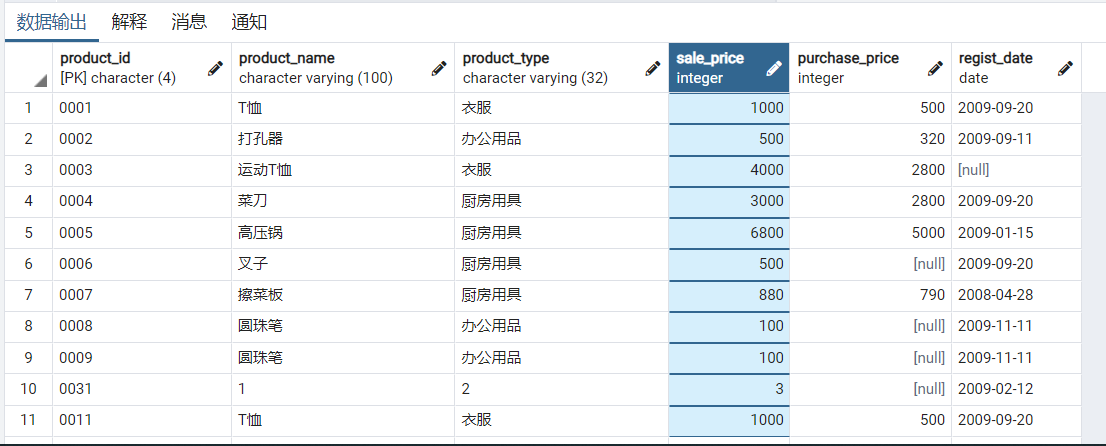 数据输出 解释 消息 通知
product_id product_name product_type sale_price purchase_price regist_date
[PK] character (4) character varying (100) character varying (32) integer integer date
1 0001 T恤 衣服 1000 500 2009-09-20
2 0002 打孔器 办公用品 500 320 2009-09-11
3 0003 运动T恤 衣服 4000 2800 [null]
4 0004 菜刀 厨房用具 3000 2800 2009-09-20
5 0005 高压锅 厨房用具 6800 5000 2009-01-15
6 0006 叉子 厨房用具 500 [null] 2009-09-20
7 0007 擦菜板 厨房用具 880 790 2008-04-28
8 0008 圆珠笔 办公用品 100 [null] 2009-11-11
9 0009 圆珠笔 办公用品 100 [null] 2009-11-11
10 0031 1 2 3 [null] 2009-02-12
11 0011 T恤 衣服 1000 500 2009-09-20